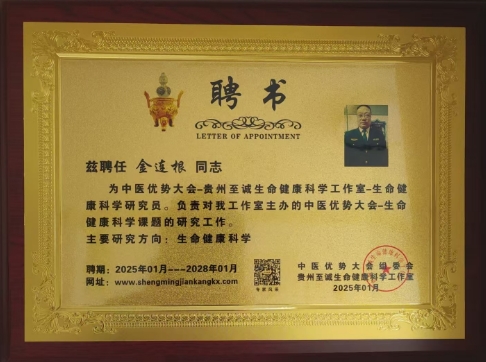 聘书
LETTER OF APPOINTMENT
兹聘任 金连根 同志
为中医优势大会-贵州至诚生命健康科学工作室-生命健
康科学研究员。负责对我工作室主办的中医优势大会-生命
健康科学课题的研究工作。
主要研究方向：生命健康科学
聘期：2025年01月---2028年01月
网址：www.shengmingjiankangkx.com
中医优势大会组委会
贵州至诚生命健康科学工作室
2025年01月